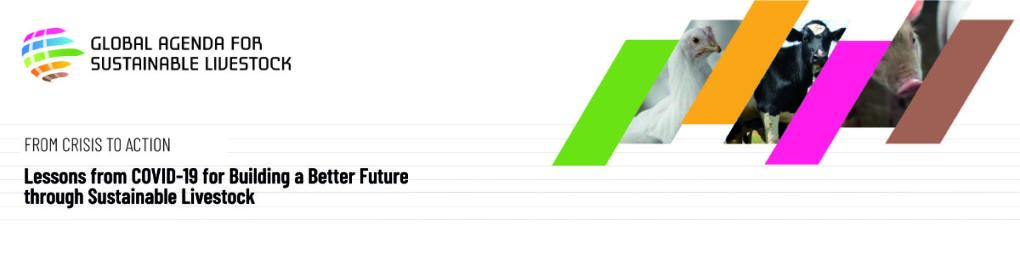 GLOBAL AGENDA FOR
SUSTAINABLE LIVESTOCK
FROM CRISIS TO ACTION
Lessons from COVID-19 for Building a Better Future
through Sustainable Livestock